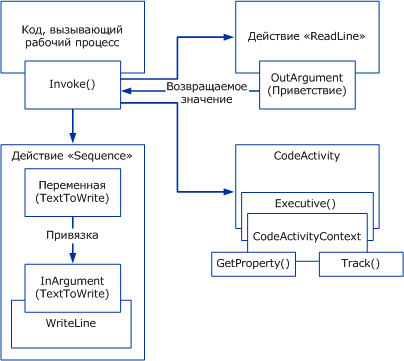 Код, вызывающий
рабочий процесс
Invoke()
Действие «ReadLine»
OutArgument
(Приветствие)
Возвращаемое
значение
Действие «Sequence»
Переменная
(TextToWrite)
Привязка
InArgument
(TextToWrite)
WriteLine
CodeActivity
Executive()
CodeActivityContext
GetProperty()
Track()